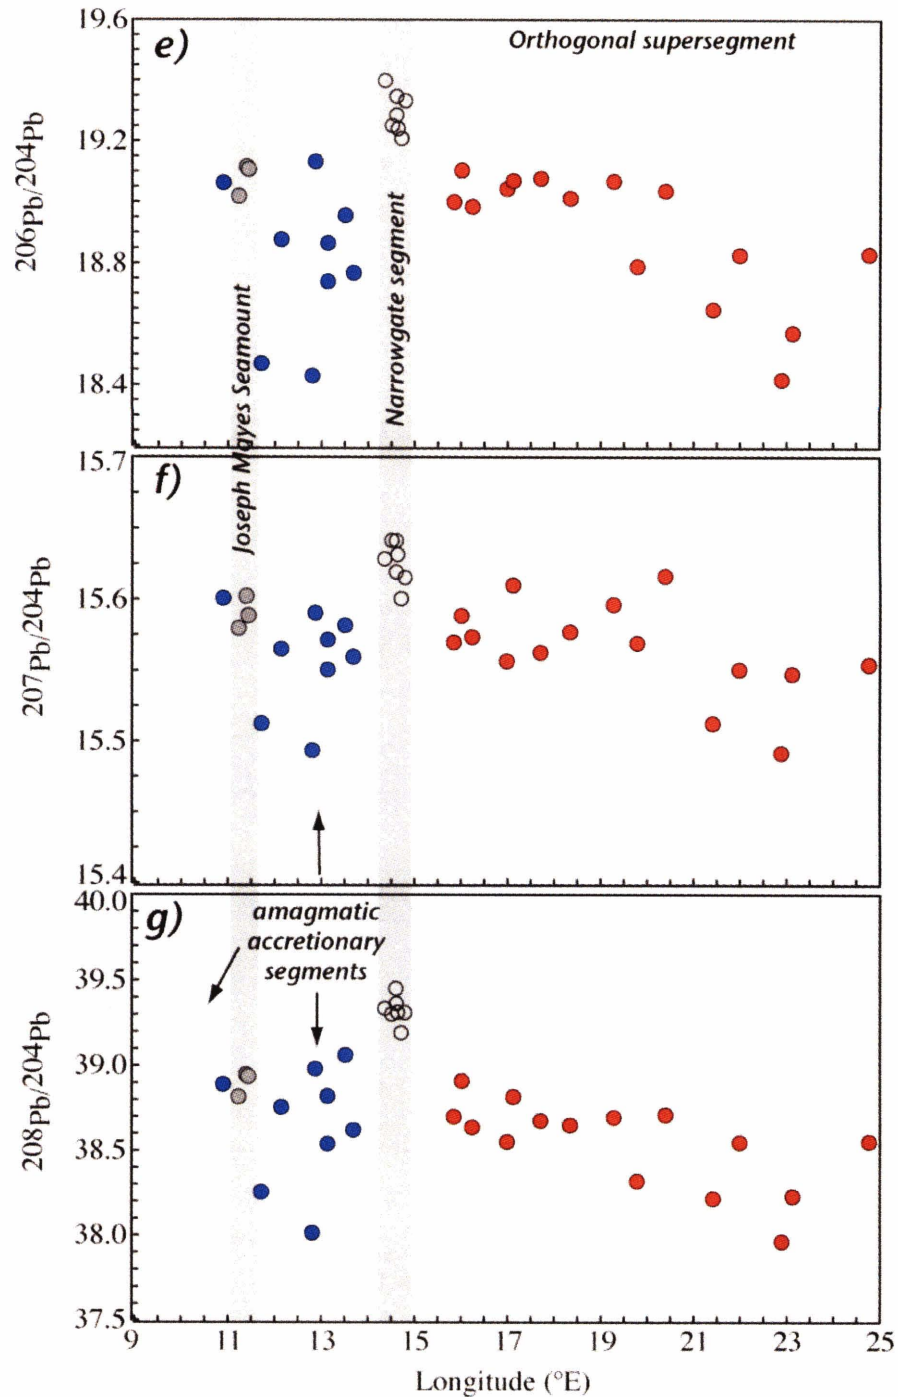 e)
Orthogonal supersegment
19.6
19.2
18.8
18.4
206Pb/204Pb
Joseph Mayes Seamount
Narrowgate segment
f)
15.7
15.6
15.5
15.4
207Pb/204Pb
g)
amagmatic
accretionary
segments
40.0
39.5
39.0
38.5
38.0
37.5
208Pb/204Pb
9 11 13 15 17 19 21 23 25
Longitude (°E)